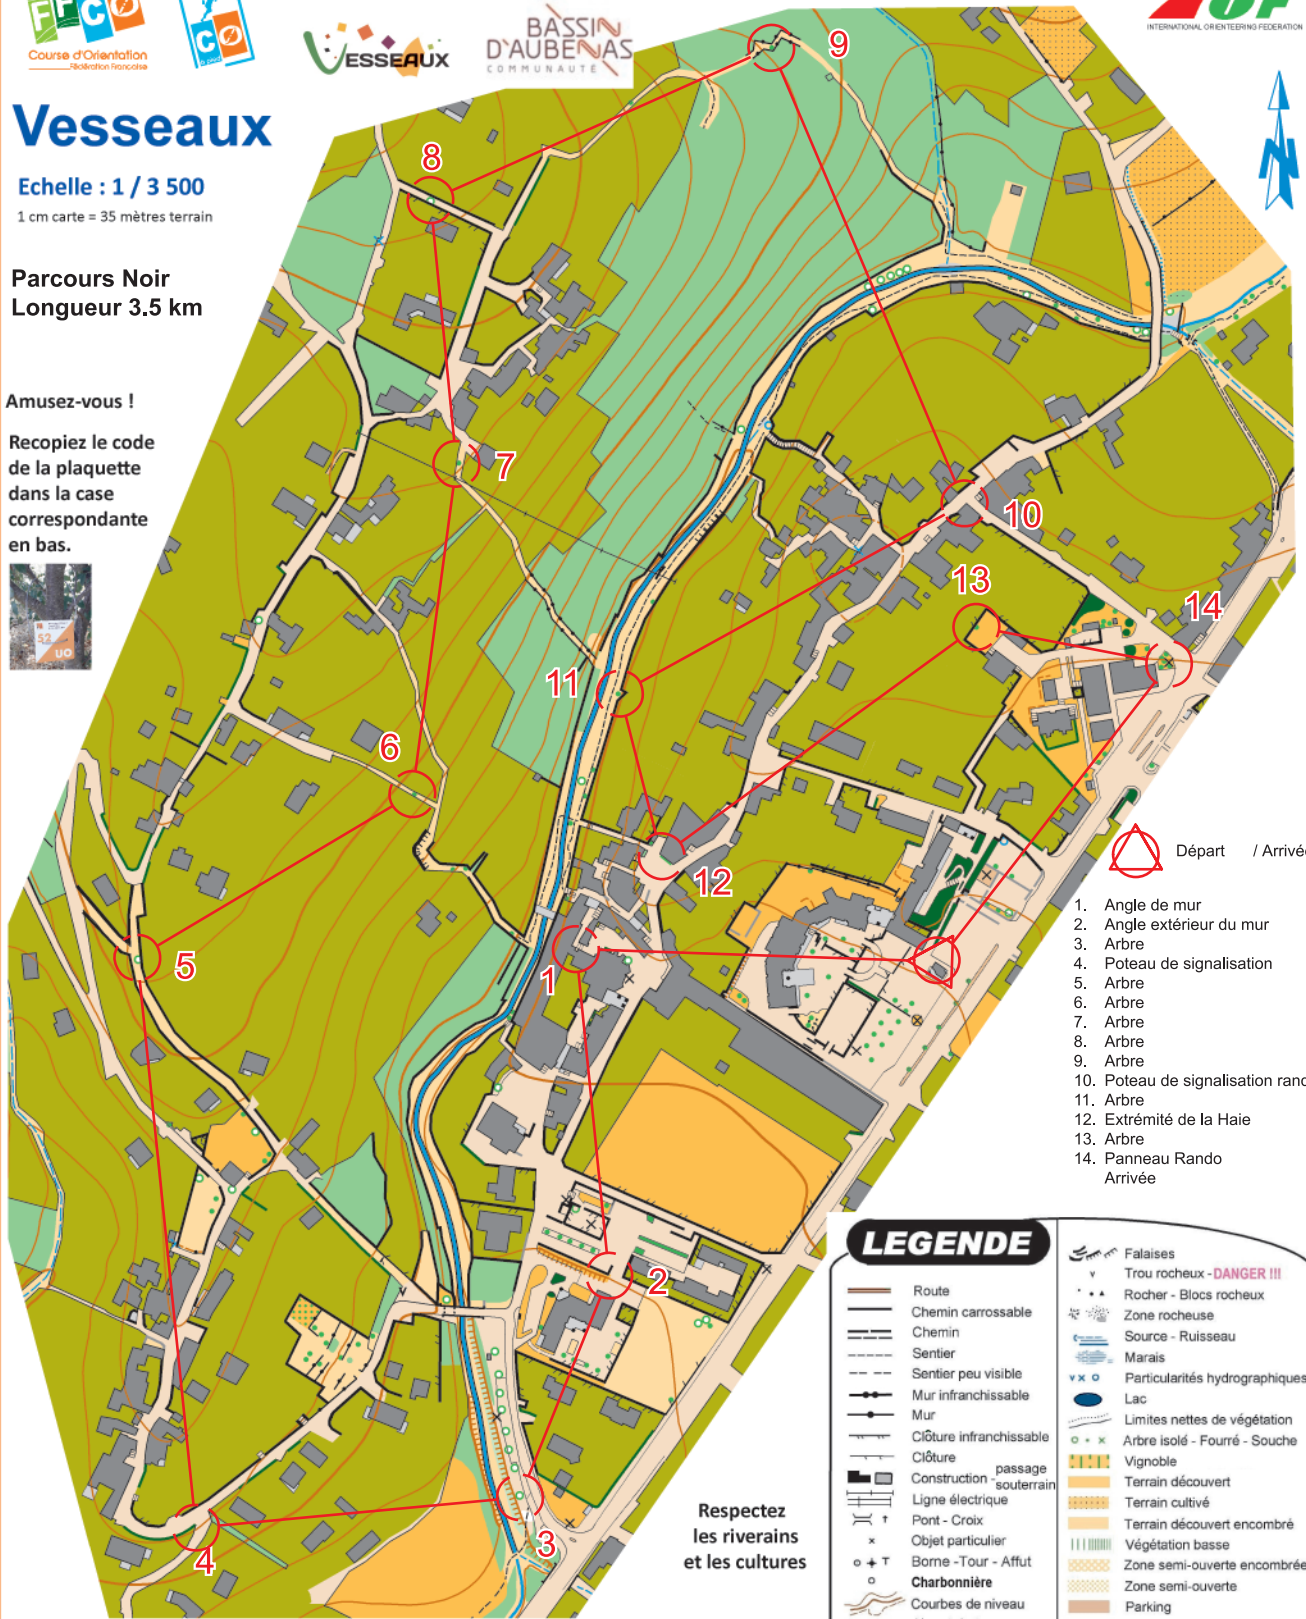 FFCO
Course d'Orientation
Fédération Francaise
CO
VESSEAUX
BASSIN
D'AUBENAS
COMMUNAUTÉ
INTERNATIONAL ORIENTEERING FEDERATION
Vesseaux
Echelle : 1 / 3 500
1 cm carte = 35 mètres terrain
Parcours Noir
Longueur 3.5 km
Amusez-vous !
Recopiez le code
de la plaquette
dans la case
correspondante
en bas.
52
UO
N
9
8
7
10
13
14
11
6
12
5
1
2
3
4
Départ / Arrivée
1. Angle de mur
2. Angle extérieur du mur
3. Arbre
4. Poteau de signalisation
5. Arbre
6. Arbre
7. Arbre
8. Arbre
9. Arbre
10. Poteau de signalisation rand
11. Arbre
12. Extrémité de la Haie
13. Arbre
14. Panneau Rando
Arrivée
Respectez
les riverains
et les cultures
LEGENDE
Route
Chemin carrossable
Chemin
Sentier
Sentier peu visible
Mur infranchissable
Mur
Clôture infranchissable
Clôture
Construction - passage souterrain
Ligne électrique
Pont - Croix
Objet particulier
Borne -Tour - Affut
Charbonnière
Courbes de niveau
Falaises
Trou rocheux - DANGER !!!
Rocher - Blocs rocheux
Zone rocheuse
Source - Ruisseau
Marais
Particularités hydrographiques
Lac
Limites nettes de végétation
Arbre isolé - Fourré - Souche
Vignoble
Terrain découvert
Terrain cultivé
Terrain découvert encombré
Végétation basse
Zone semi-ouverte encombrée
Zone semi-ouverte
Parking